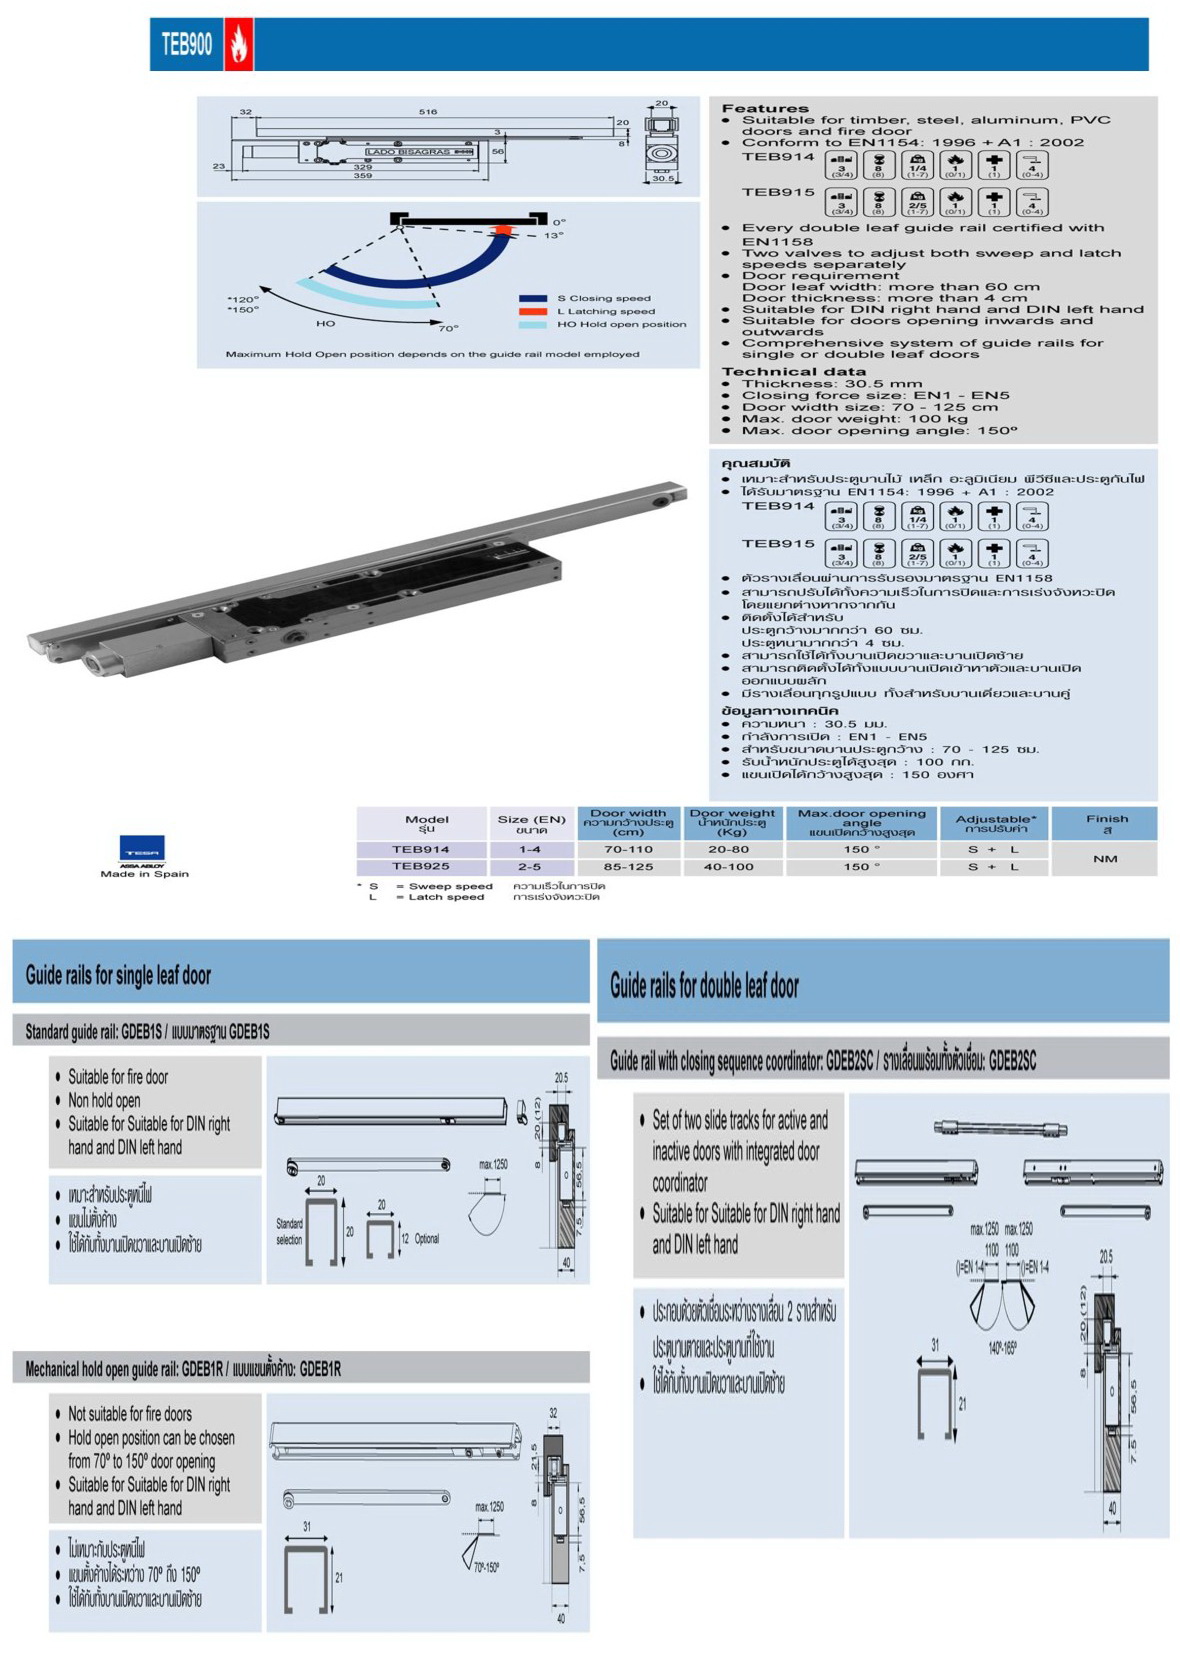 TEB900
32
516
20
20
3
8
LADO BISAGRAS
56
23
329
359
30.5
0°
13°
*120°
*150°
HO
70°
S Closing speed
L Latching speed
HO Hold open position
Maximum Hold Open position depends on the guide rail model employed
Features
• Suitable for timber, steel, aluminum, PVC
doors and fire door
• Conform to EN1154: 1996 + A1 : 2002
TEB914
3 8 1/4 1 1 4
(3/4) (8) (1-7) (0/1) (1) (0-4)
TEB915
3 8 2/5 1 1 4
(3/4) (8) (1-7) (0/1) (1) (0-4)
• Every double leaf guide rail certified with
EN1158
• Two valves to adjust both sweep and latch
speeds separately
• Door requirement
Door leaf width: more than 60 cm
Door thickness: more than 4 cm
• Suitable for DIN right hand and DIN left hand
• Suitable for doors opening inwards and
outwards
• Comprehensive system of guide rails for
single or double leaf doors
Technical data
• Thickness: 30.5 mm
• Closing force size: EN1 - EN5
• Door width size: 70 - 125 cm
• Max. door weight: 100 kg
• Max. door opening angle: 150º
คุณสมบัติ
• เหมาะสำหรับประตูบานไม้ เหล็ก อะลูมิเนียม พีวีซีและประตูกันไฟ
• ได้รับมาตรฐาน EN1154: 1996 + A1 : 2002
TEB914
3 8 1/4 1 1 4
(3/4) (8) (1-7) (0/1) (1) (0-4)
TEB915
3 8 2/5 1 1 4
(3/4) (8) (1-7) (0/1) (1) (0-4)
• ตัวรางเลื่อนผ่านการรับรองมาตรฐาน EN1158
• สามารถปรับได้ทั้งความเร็วในการปิดและการเร่งจังหวะปิด
โดยแยกต่างหากจากกัน
• ติดตั้งได้สำหรับ
ประตูกว้างมากกว่า 60 ซม.
ประตูหนามากกว่า 4 ซม.
• สามารถใช้ได้ทั้งบานเปิดขวาและบานเปิดซ้าย
• สามารถติดตั้งได้ทั้งแบบบานเปิดเข้าหาตัวและบานเปิด
ออกแบบผลัก
• มีรางเลื่อนทุกรูปแบบ ทั้งสำหรับบานเดี่ยวและบานคู่
ข้อมูลทางเทคนิค
• ความหนา : 30.5 มม.
• กำลังการเปิด : EN1 - EN5
• สำหรับขนาดบานประตูกว้าง : 70 - 125 ซม.
• รับน้ำหนักประตูได้สูงสุด : 100 กก.
• แขนเปิดได้กว้างสูงสุด : 150 องศา
TESA
ASSA ABLOY
Made in Spain
Model รุ่น Size (EN) ขนาด Door width ความกว้างประตู (cm) Door weight น้ำหนักประตู (Kg) Max.door opening angle แขนเปิดกว้างสูงสุด Adjustable* การปรับค่า Finish สี
TEB914 1-4 70-110 20-80 150 ° S + L NM
TEB925 2-5 85-125 40-100 150 ° S + L
* S = Sweep speed ความเร็วในการปิด
L = Latch speed การเร่งจังหวะปิด
Guide rails for single leaf door
Standard guide rail: GDEB1S / แบบมาตรฐาน GDEB1S
• Suitable for fire door
• Non hold open
• Suitable for Suitable for DIN right
hand and DIN left hand
• เหมาะสำหรับประตูหนีไฟ
• แขนไม่ตั้งค้าง
• ใช้ได้กับทั้งบานเปิดขวาและบานเปิดซ้าย
20.5
20 (12)
8
56.5
7.5
40
max.1250
20
Standard
selection
20
20
12
Optional
Mechanical hold open guide rail: GDEB1R / แบบแขนตั้งค้าง: GDEB1R
• Not suitable for fire doors
• Hold open position can be chosen
from 70º to 150º door opening
• Suitable for Suitable for DIN right
hand and DIN left hand
• ไม่เหมาะกับประตูหนีไฟ
• แขนตั้งค้างได้ระหว่าง 70º ถึง 150º
• ใช้ได้กับทั้งบานเปิดขวาและบานเปิดซ้าย
32
21.5
8
56.5
7.5
40
max.1250
70º-150º
31
21
Guide rails for double leaf door
Guide rail with closing sequence coordinator: GDEB2SC / รางเลื่อนพร้อมทั้งตัวเชื่อม: GDEB2SC
• Set of two slide tracks for active and
inactive doors with integrated door
coordinator
• Suitable for Suitable for DIN right hand
and DIN left hand
• ประกอบด้วยตัวเชื่อมระหว่างรางเลื่อน 2 รางสำหรับ
ประตูบานตายและประตูบานที่ใช้งาน
• ใช้ได้กับทั้งบานเปิดขวาและบานเปิดซ้าย
max.1250 max.1250
1100 1100
()=EN 1-4 ()=EN 1-4
140º-165º
20.5
20 (12)
8
56.5
7.5
40
31
21